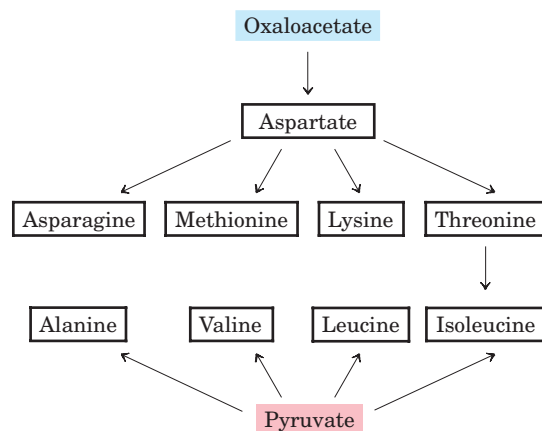 Oxaloacetate
Aspartate
Asparagine Methionine Lysine Threonine
Alanine Valine Leucine Isoleucine
Pyruvate